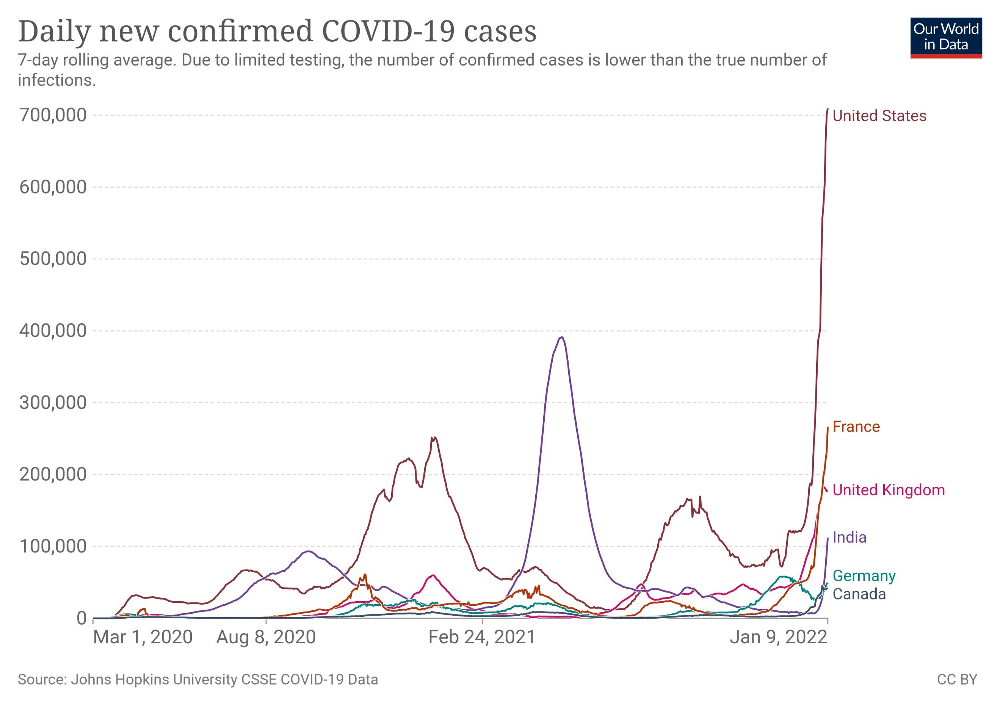 Daily new confirmed COVID-19 cases
Our World
in Data
7-day rolling average. Due to limited testing, the number of confirmed cases is lower than the true number of
infections.
700,000
United States
600,000
500,000
400,000
300,000
France
200,000
United Kingdom
100,000
India
Germany
Canada
0
Mar 1, 2020
Aug 8, 2020
Feb 24, 2021
Jan 9, 2022
Source: Johns Hopkins University CSSE COVID-19 Data
CC BY